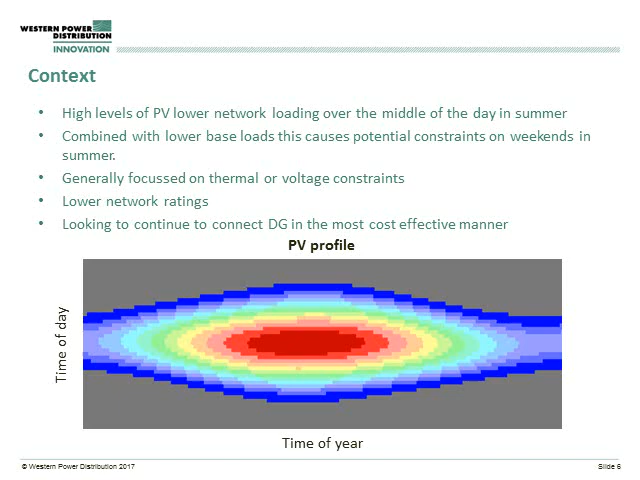 WESTERN POWER
DISTRIBUTION
INNOVATION
Context
• High levels of PV lower network loading over the middle of the day in summer
• Combined with lower base loads this causes potential constraints on weekends in
summer.
• Generally focussed on thermal or voltage constraints
• Lower network ratings
• Looking to continue to connect DG in the most cost effective manner
PV profile
Time of day
Time of year
© Western Power Distribution 2017
Slide 6